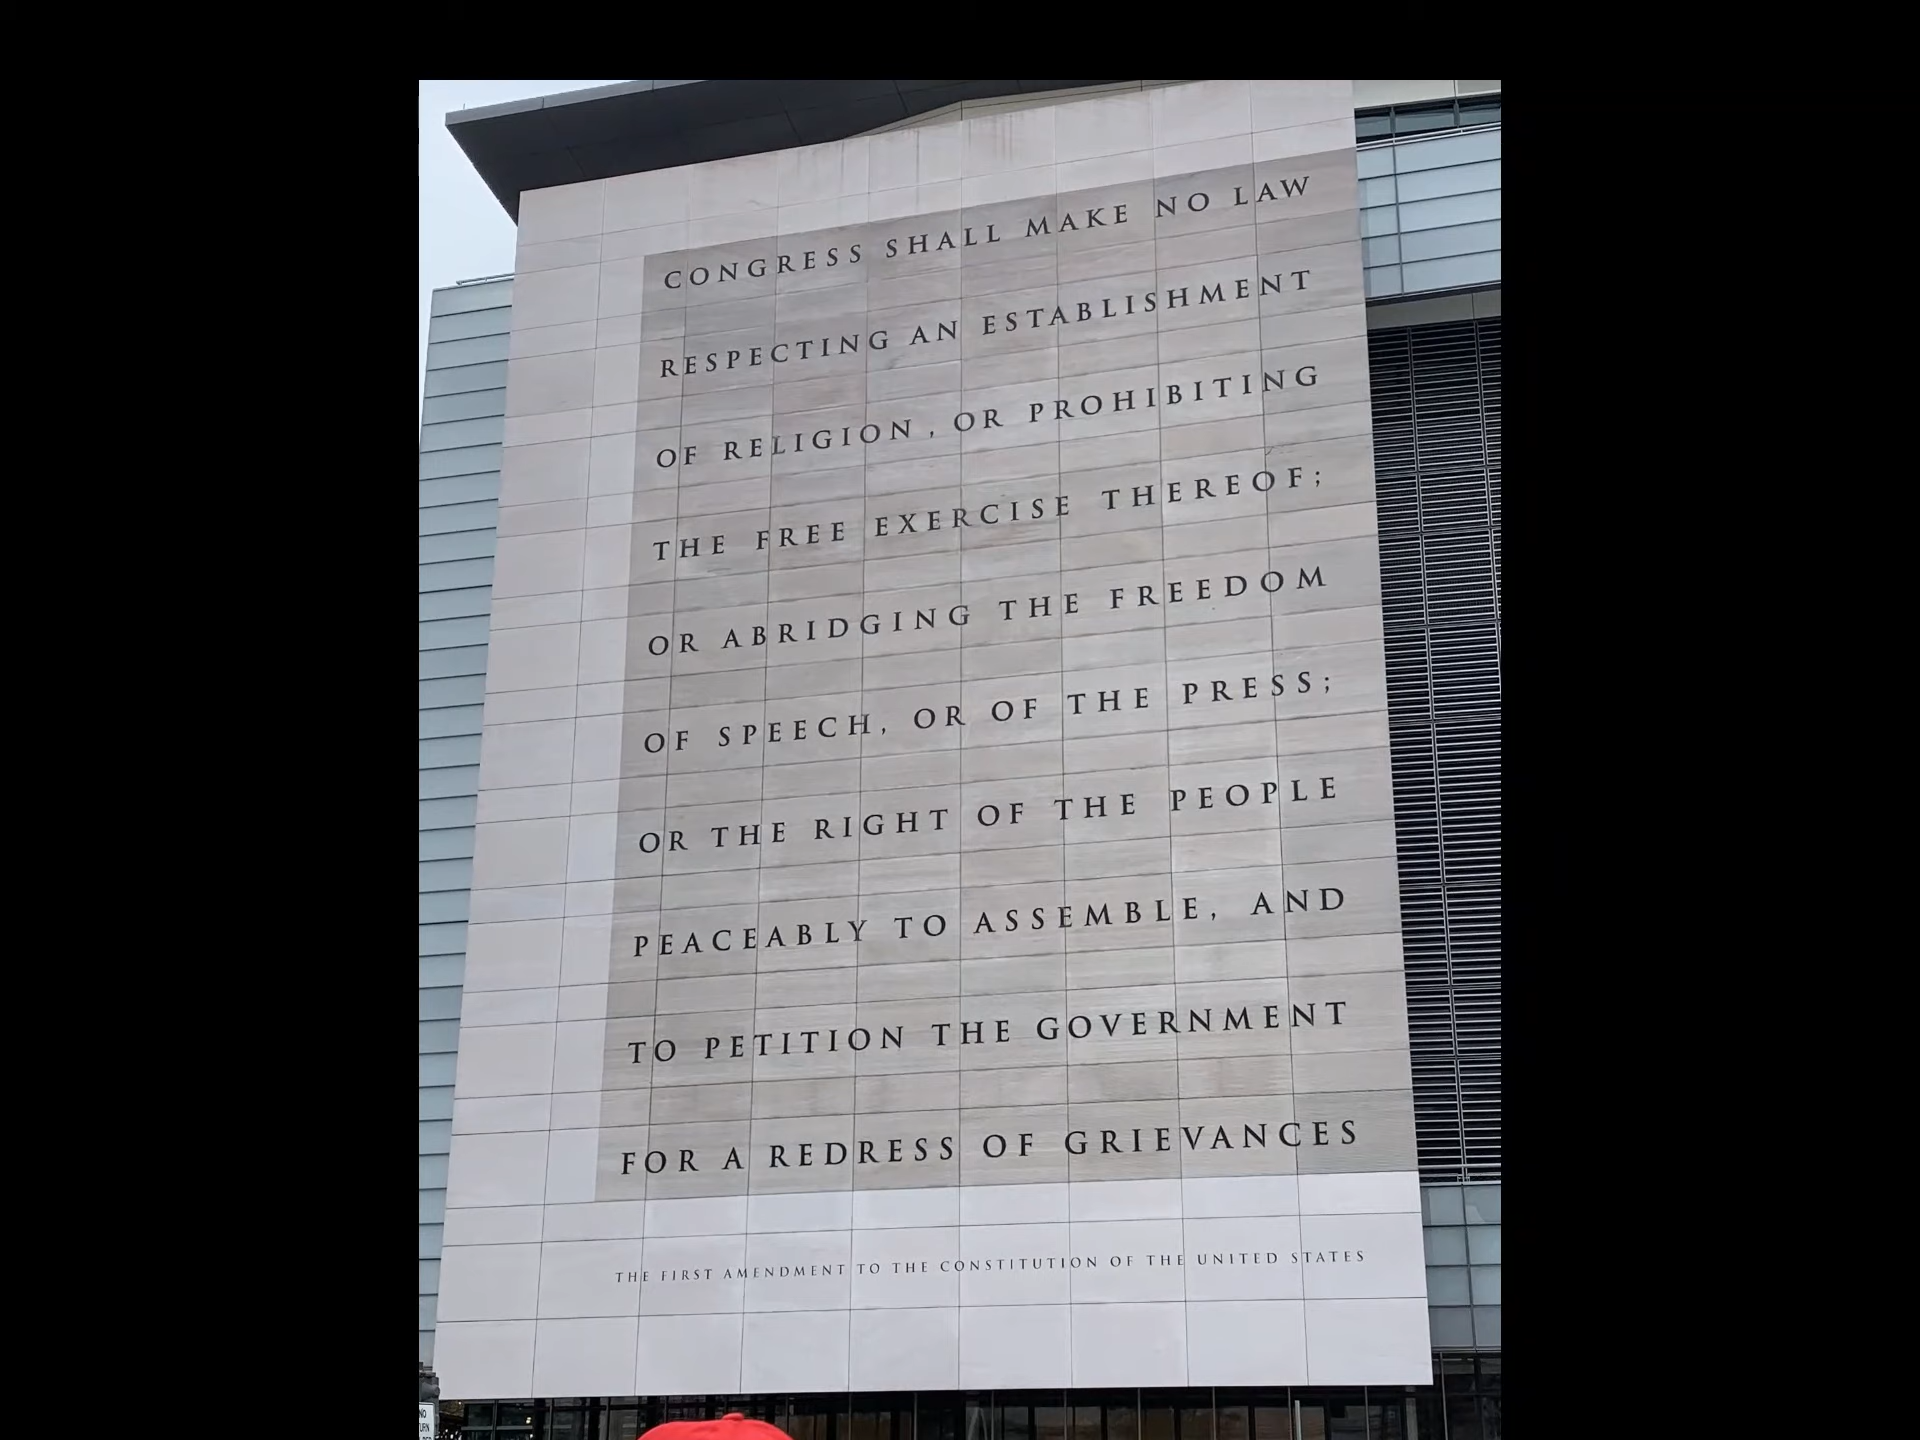 CONGRESS SHALL MAKE NO LAW
RESPECTING AN ESTABLISHMENT
OF RELIGION, OR PROHIBITING
THE FREE EXERCISE THEREOF;
OR ABRIDGING THE FREEDOM
OF SPEECH, OR OF THE PRESS;
OR THE RIGHT OF THE PEOPLE
PEACEABLY TO ASSEMBLE, AND
TO PETITION THE GOVERNMENT
FOR A REDRESS OF GRIEVANCES
THE FIRST AMENDMENT TO THE CONSTITUTION OF THE UNITED STATES
NO